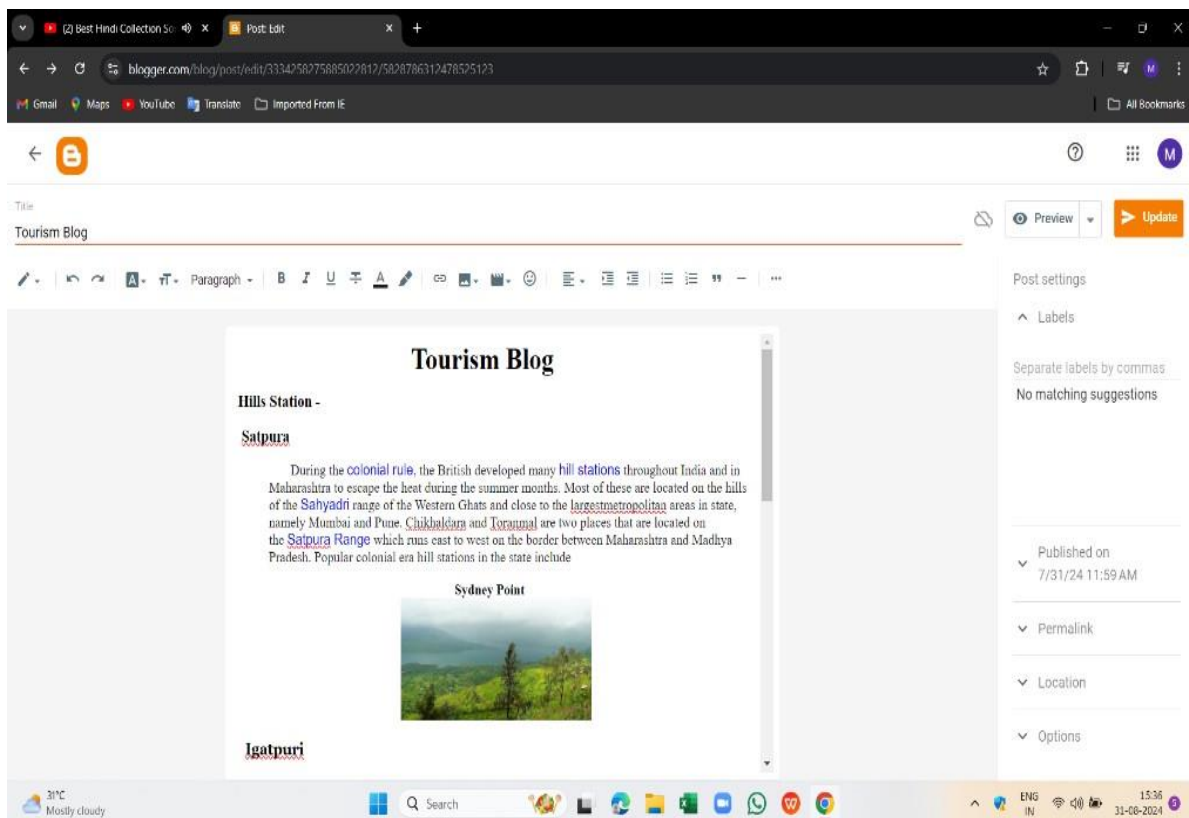 (2) Best Hindi Collection So
Post: Edit
blogger.com/blog/post/edit/3334258275885022812/5828786312478525123
M
Gmail Maps YouTube Translate Imported From IE
All Bookmarks
M
Title
Tourism Blog
Preview
Update
Paragraph
B I U A
Post settings
Labels
Separate labels by commas
No matching suggestions
Published on
7/31/24 11:59 AM
Permalink
Location
Options
Tourism Blog
Hills Station -
Satpura
During the colonial rule, the British developed many hill stations throughout India and in
Maharashtra to escape the heat during the summer months. Most of these are located on the hills
of the Sahyadri range of the Western Ghats and close to the largestmetropolitan areas in state,
namely Mumbai and Pune. Chikhaldara and Toranmal are two places that are located on
the Satpura Range which runs east to west on the border between Maharashtra and Madhya
Pradesh. Popular colonial era hill stations in the state include
Sydney Point
Igatpuri
31°C
Mostly cloudy
Search
ENG
IN
15:36
31-08-2024
5